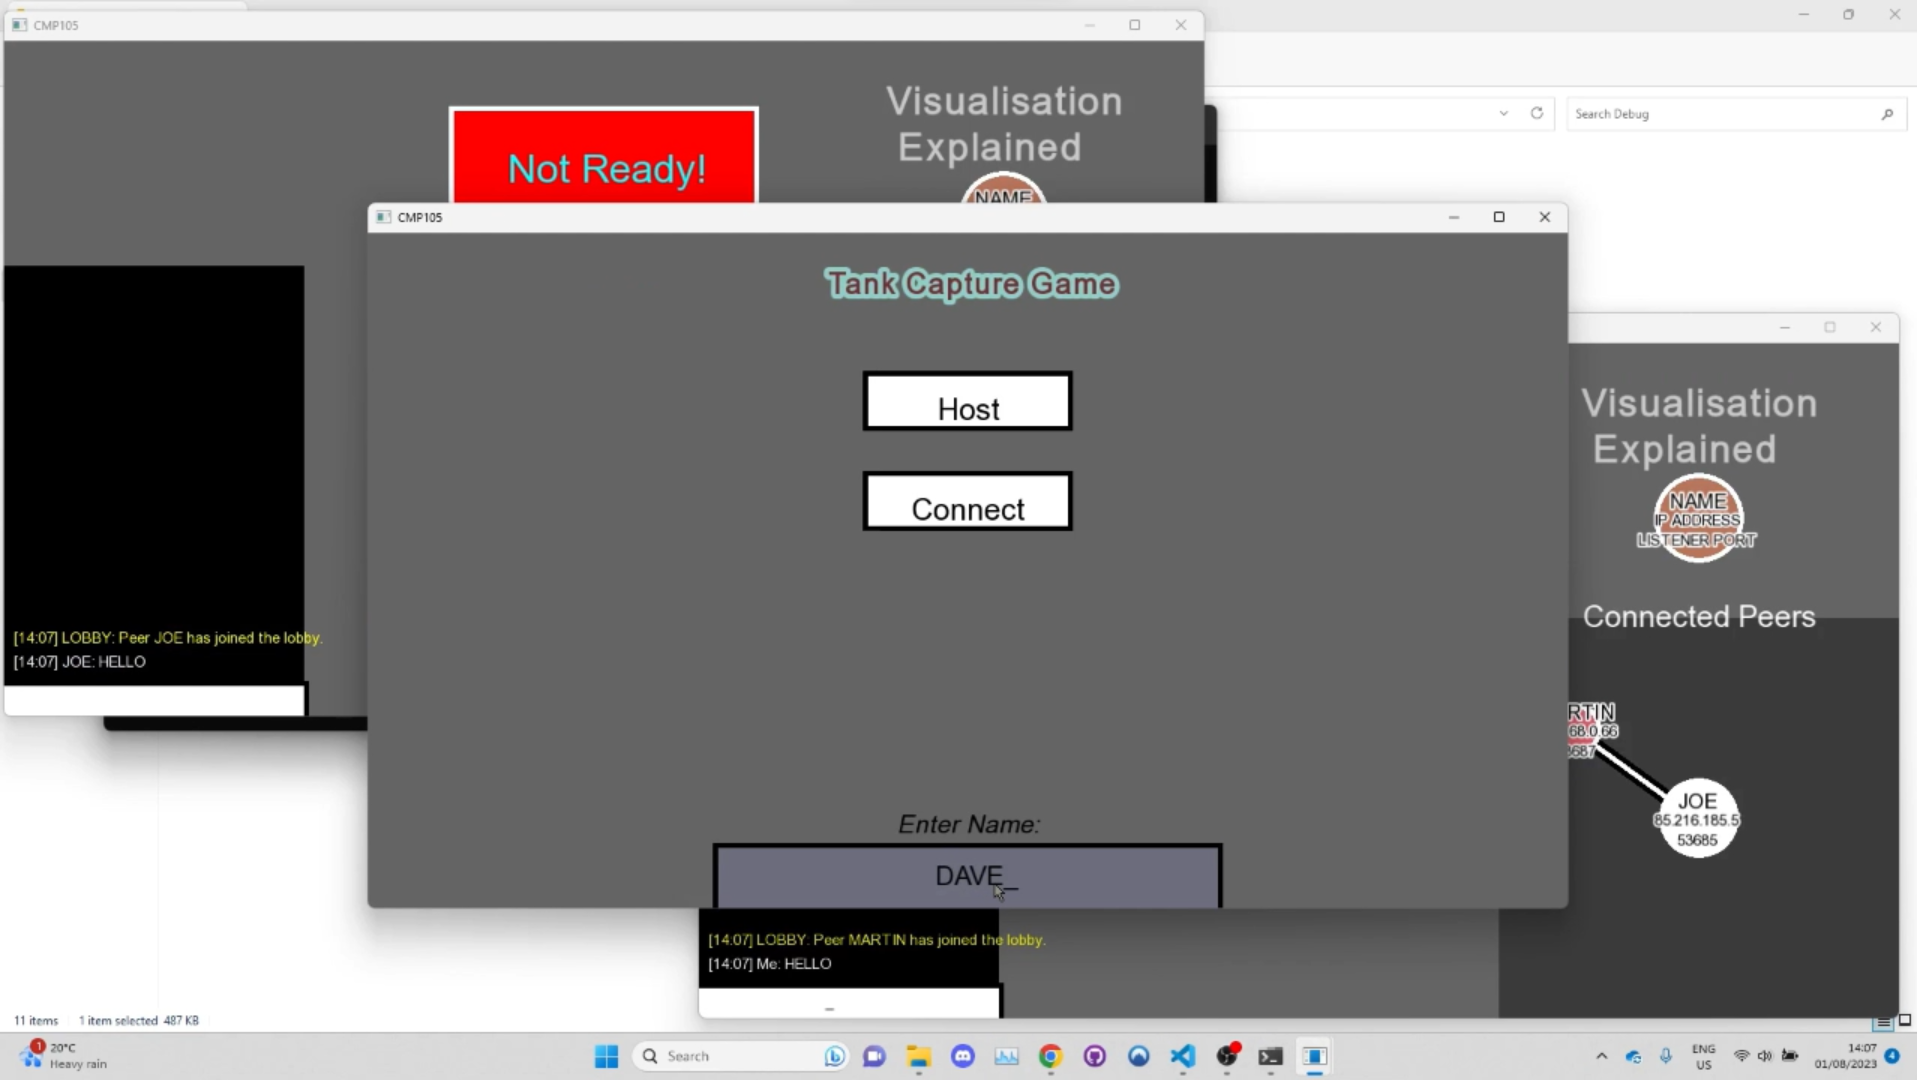 CMP105
Not Ready!
Visualisation
Explained
NAME
Search Debug
CMP105
Tank Capture Game
Host
Connect
Enter Name:
DAVE_
[14:07] LOBBY: Peer JOE has joined the lobby.
[14:07] JOE: HELLO
Visualisation
Explained
NAME
IP ADDRESS
LISTENER PORT
Connected Peers
RTIN
68.0.66
3687
JOE
85.216.185.5
53685
[14:07] LOBBY: Peer MARTIN has joined the lobby.
[14:07] Me: HELLO
_
11 items 1 item selected 487 KB
1
20°C
Heavy rain
Search
ENG
US
14:07
01/08/2023
4